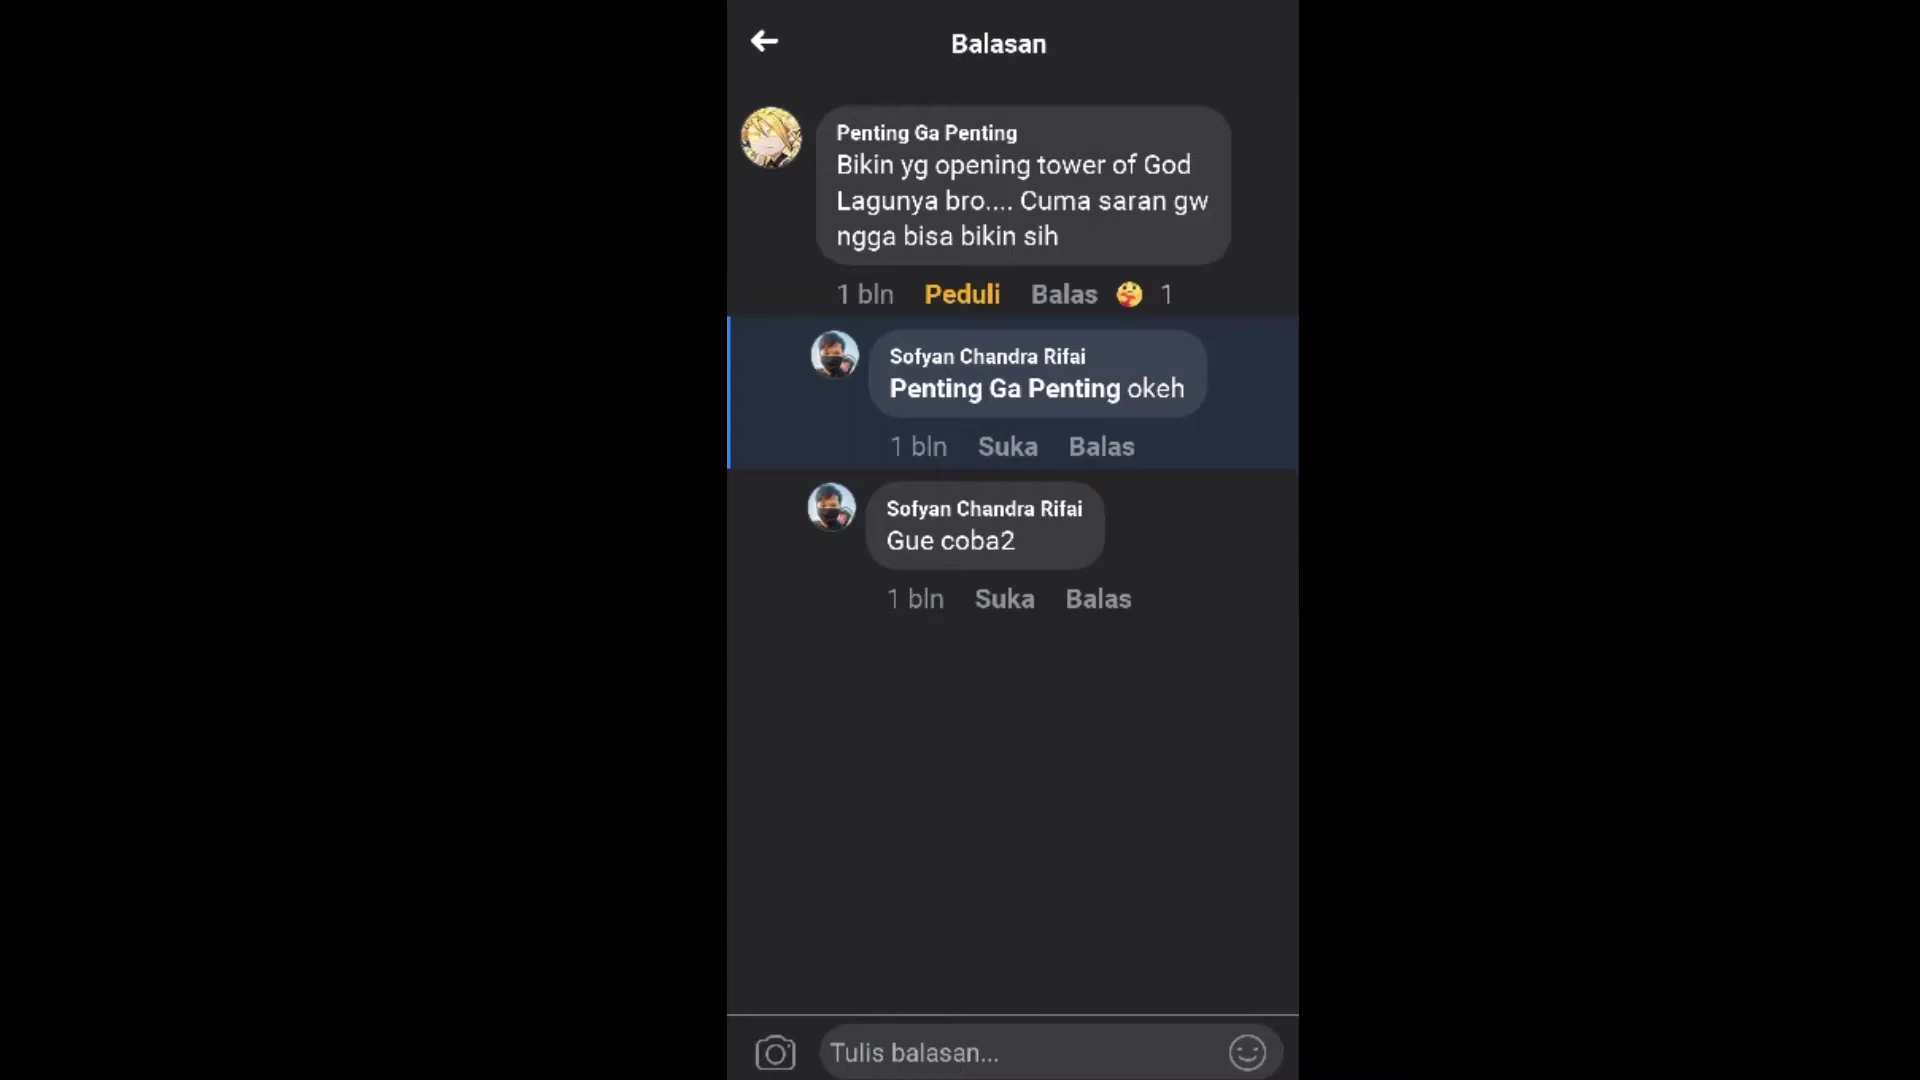 Balasan
Penting Ga Penting
Bikin yg opening tower of God
Lagunya bro.... Cuma saran gw
ngga bisa bikin sih
1 bln Peduli Balas 1
Sofyan Chandra Rifai
Penting Ga Penting okeh
1 bln Suka Balas
Sofyan Chandra Rifai
Gue coba2
1 bln Suka Balas
Tulis balasan...